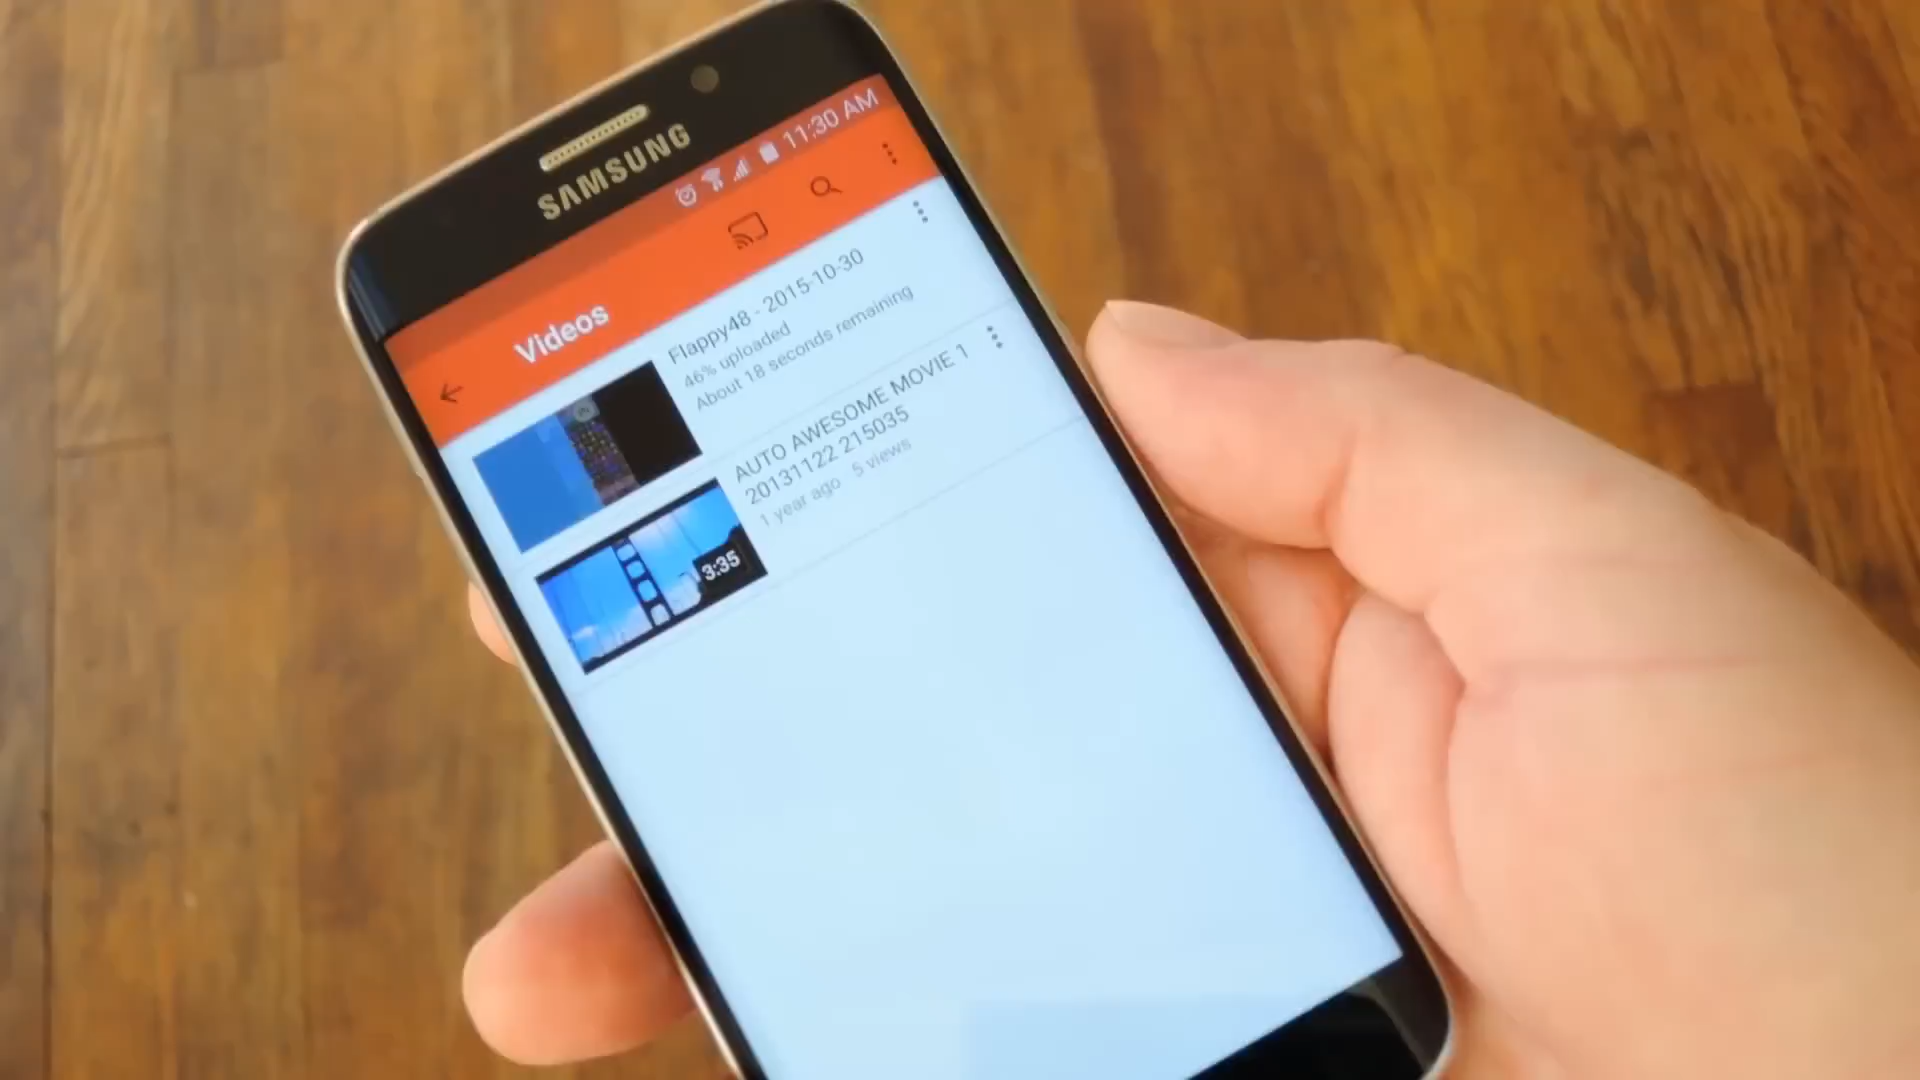 SAMSUNG
11:30 AM
Videos
Flappy48 - 2015-10-30
46% uploaded
About 18 seconds remaining
AUTO AWESOME MOVIE 1
20131122 215035
1 year ago 5 views
3:35